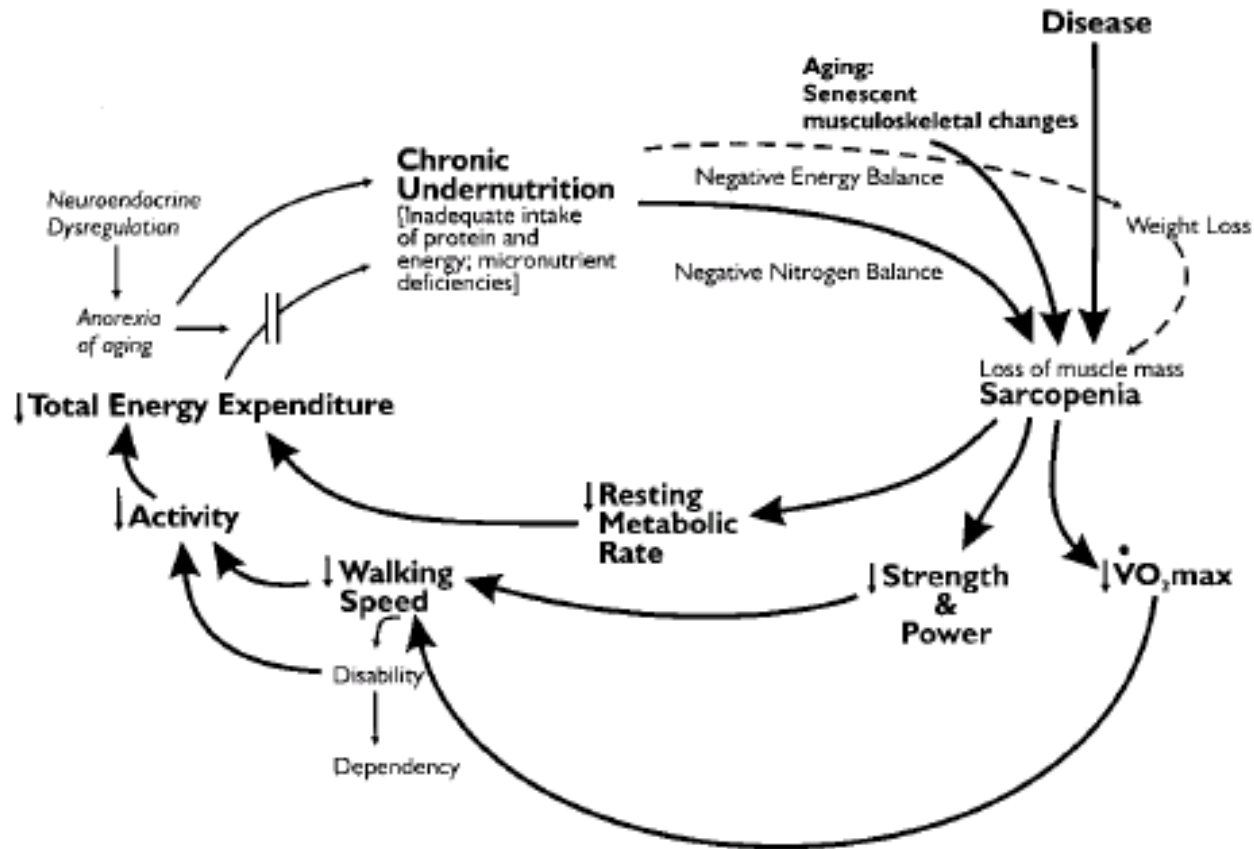 Disease
Aging:
Senescent
musculoskeletal changes
Chronic
Undernutrition
[Inadequate intake
of protein and
energy; micronutrient
deficiencies]
Negative Energy Balance
Negative Nitrogen Balance
Weight Loss
Neuroendocrine
Dysregulation
Anorexia
of aging
Loss of muscle mass
Sarcopenia
↓Total Energy Expenditure
↓Activity
↓Resting
Metabolic
Rate
↓Walking
Speed
↓Strength
&
Power
↓V̇O₂max
Disability
Dependency